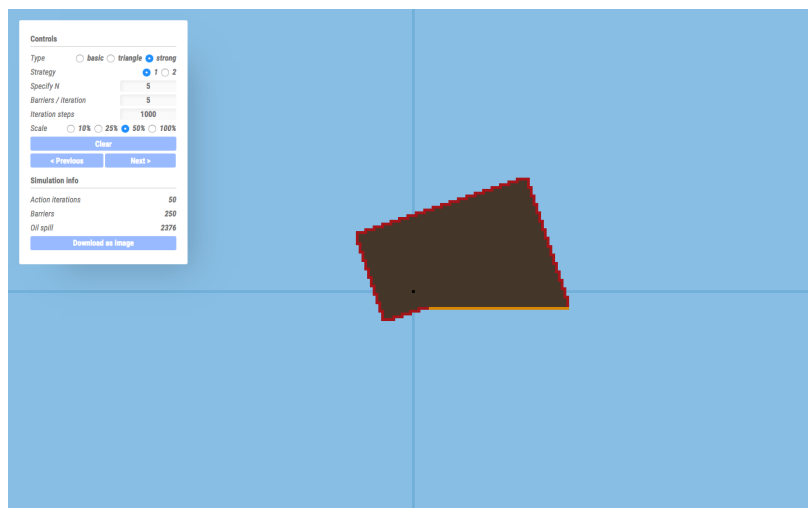 Controls
Type basic triangle strong
Strategy 1 2
Specify N 5
Barriers / iteration 5
Iteration steps 1000
Scale 10% 25% 50% 100%
Clear
< Previous Next >
Simulation info
Action iterations 50
Barriers 250
Oil spill 2376
Download as image